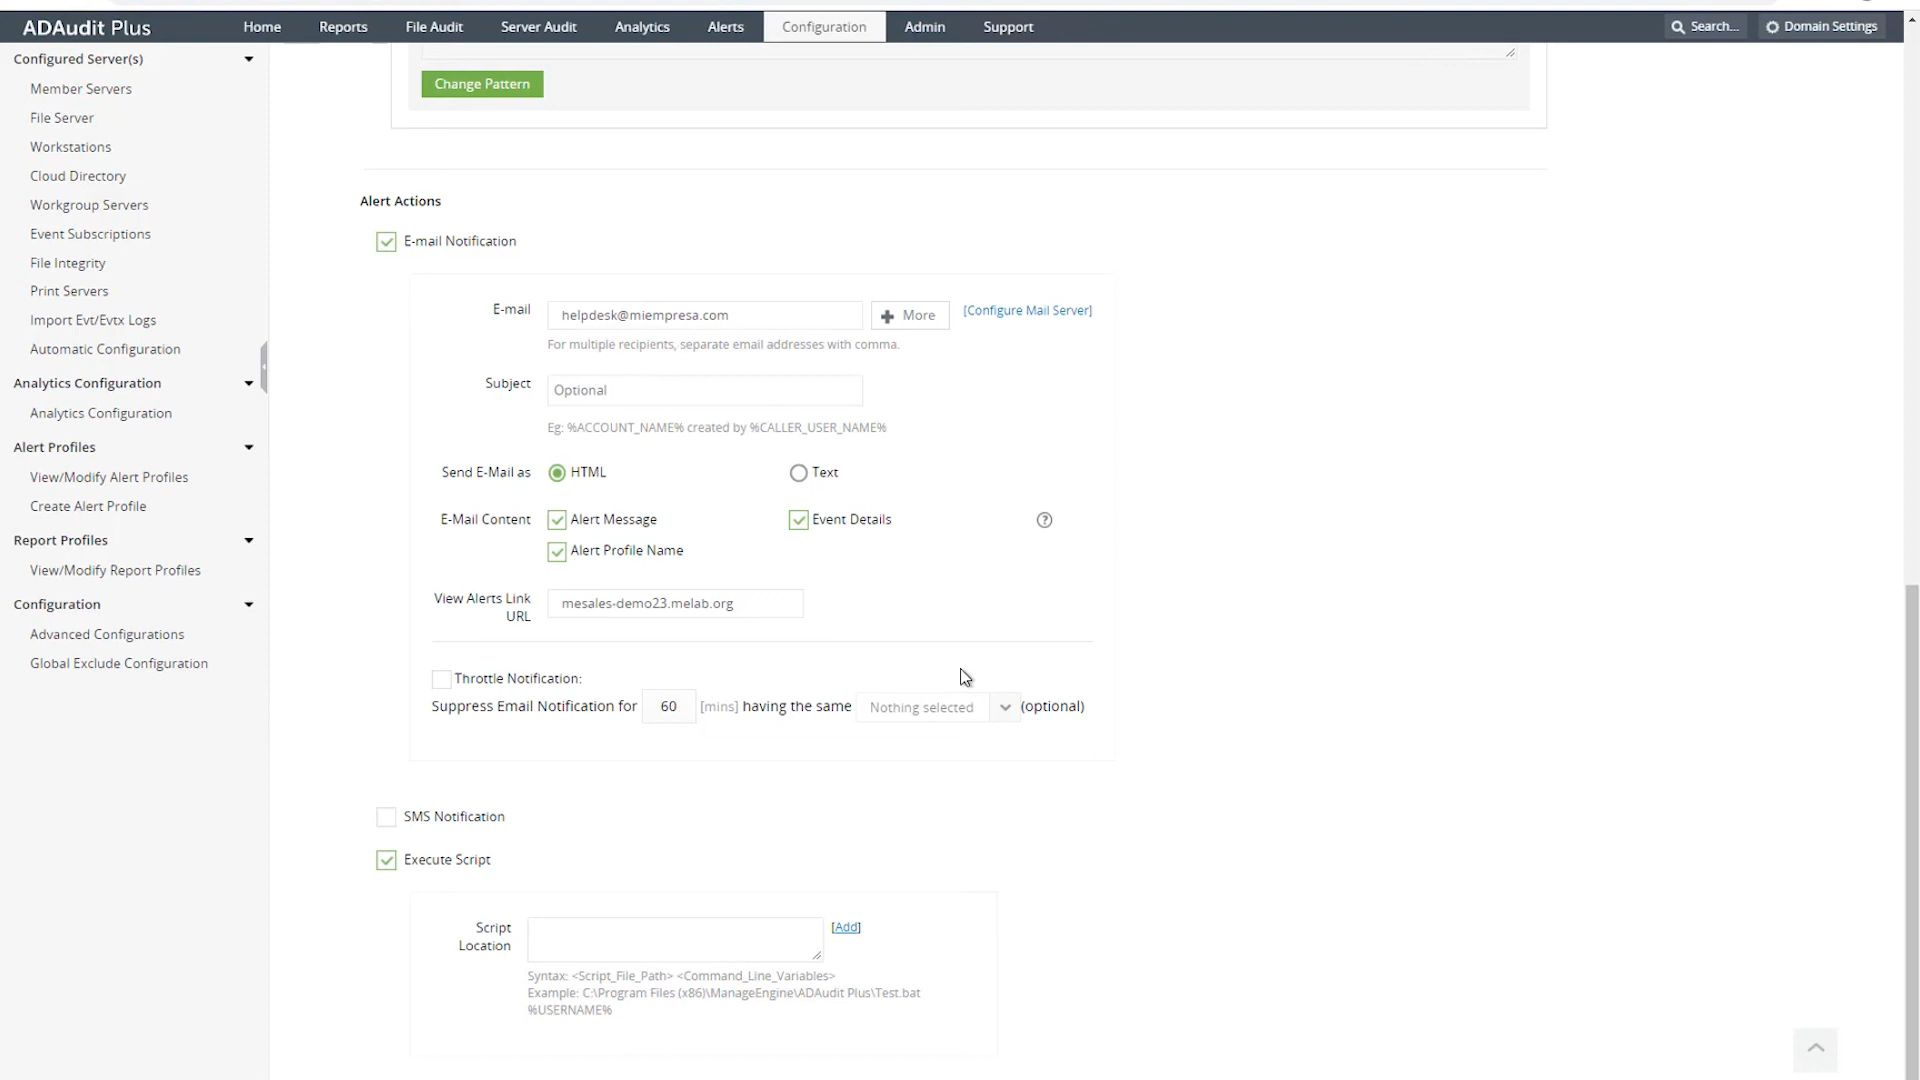 ADAudit Plus
Home Reports File Audit Server Audit Analytics Alerts Configuration Admin Support
Search... Domain Settings
Configured Server(s)
Member Servers
File Server
Workstations
Cloud Directory
Workgroup Servers
Event Subscriptions
File Integrity
Print Servers
Import Evt/Evtx Logs
Automatic Configuration
Analytics Configuration
Analytics Configuration
Alert Profiles
View/Modify Alert Profiles
Create Alert Profile
Report Profiles
View/Modify Report Profiles
Configuration
Advanced Configurations
Global Exclude Configuration
Change Pattern
Alert Actions
E-mail Notification
E-mail helpdesk@miempresa.com More [Configure Mail Server]
For multiple recipients, separate email addresses with comma.
Subject Optional
Eg: %ACCOUNT_NAME% created by %CALLER_USER_NAME%
Send E-Mail as HTML Text
E-Mail Content Alert Message Event Details ?
Alert Profile Name
View Alerts Link
URL
mesales-demo23.melab.org
Throttle Notification:
Suppress Email Notification for 60 [mins] having the same Nothing selected (optional)
SMS Notification
Execute Script
Script
Location
[Add]
Syntax: <Script_File_Path> <Command_Line_Variables>
Example: C:\Program Files (x86)\ManageEngine\ADAudit Plus\Test.bat
%USERNAME%